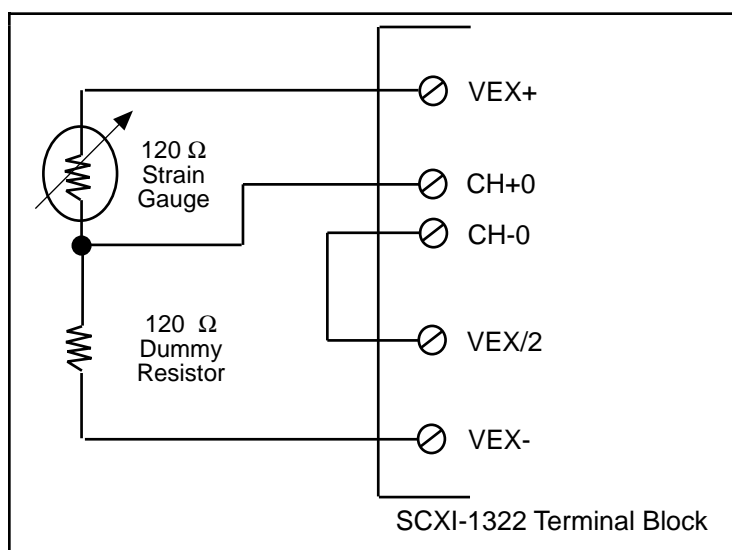 VEX+
120 Ω
Strain
Gauge
CH+0
CH-0
120 Ω
Dummy
Resistor
VEX/2
VEX-
SCXI-1322 Terminal Block